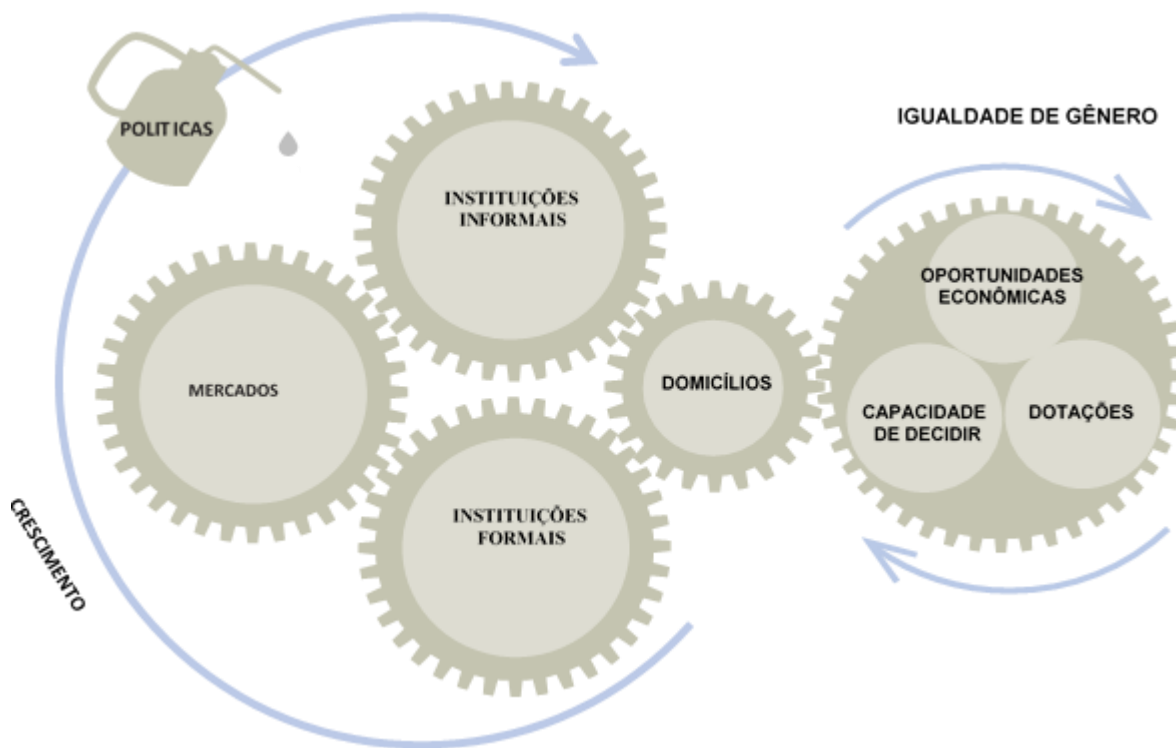 POLITICAS
IGUALDADE DE GÊNERO
INSTITUIÇÕES
INFORMAIS
OPORTUNIDADES
ECONÔMICAS
MERCADOS
DOMICÍLIOS
CAPACIDADE
DE DECIDIR
DOTAÇÕES
INSTITUIÇÕES
FORMAIS
CRESCIMENTO